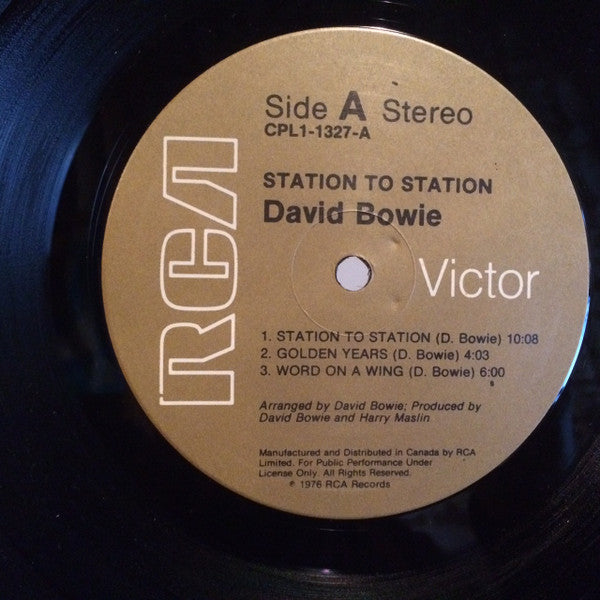 Side A Stereo
CPL1-1327-A
STATION TO STATION
David Bowie
RCA
Victor
1. STATION TO STATION (D. Bowie) 10:08
2. GOLDEN YEARS (D. Bowie) 4:03
3. WORD ON A WING (D. Bowie) 6:00
Arranged by David Bowie; Produced by
David Bowie and Harry Maslin
Manufactured and Distributed in Canada by RCA
Limited. For Public Performance Under
License Only. All Rights Reserved.
℗ 1976 RCA Records